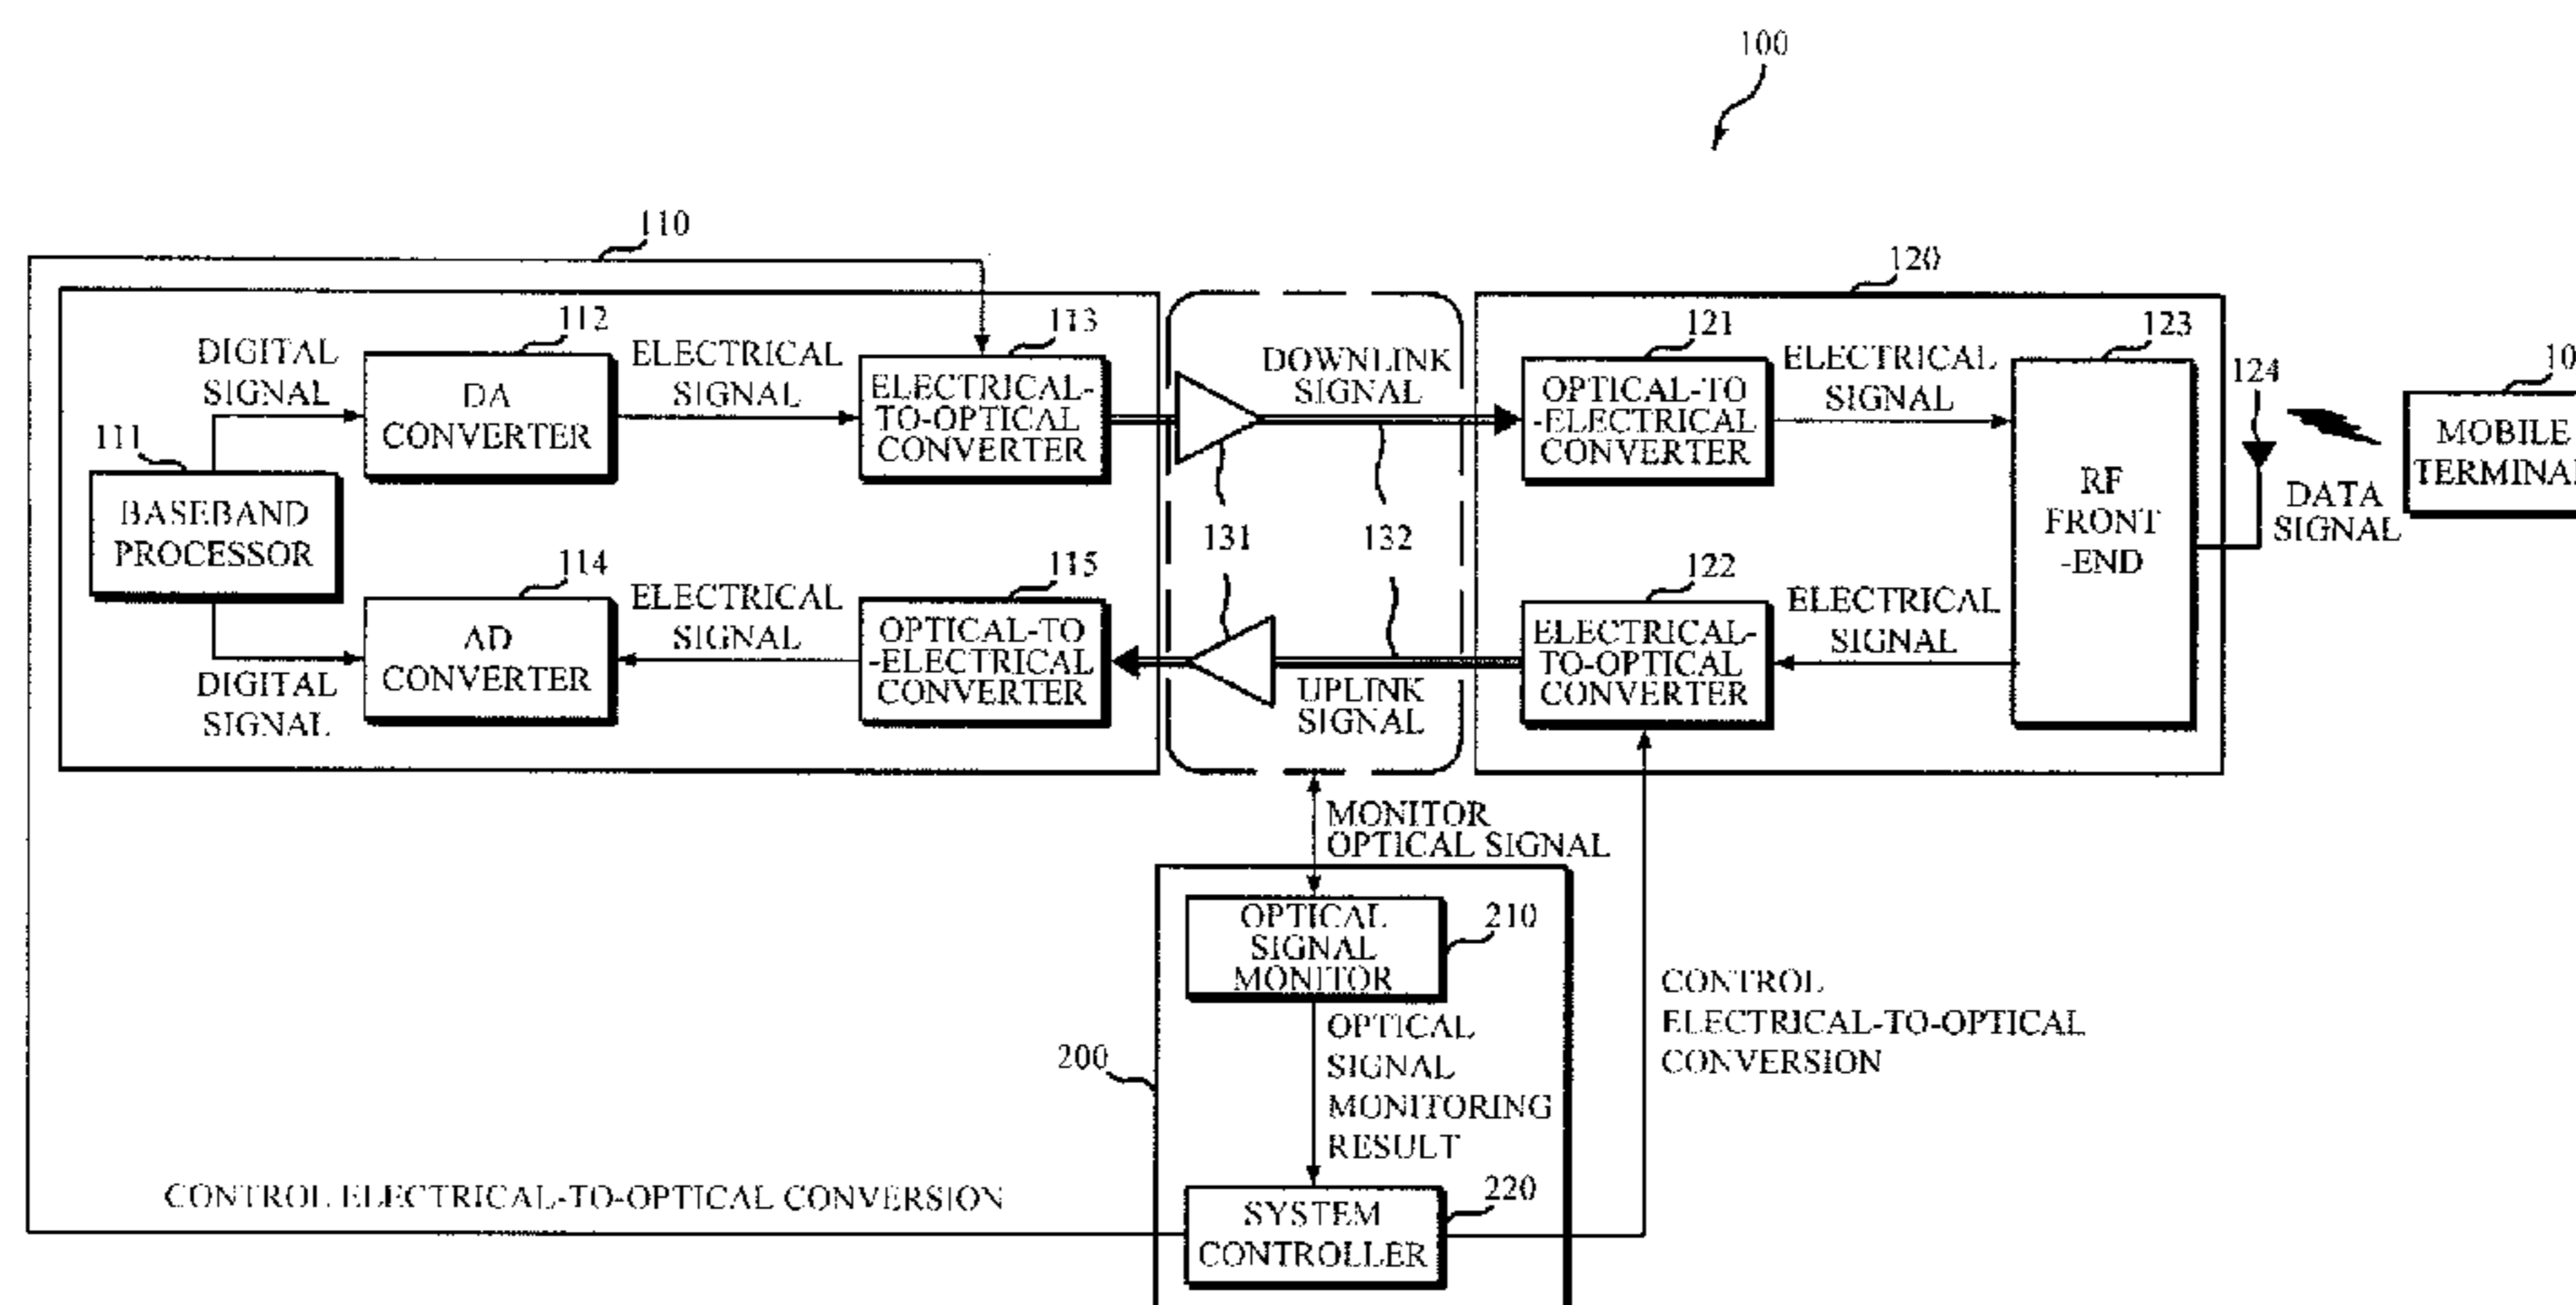 100
110
120
112
DIGITAL
SIGNAL
DA
CONVERTER
ELECTRICAL
SIGNAL
113
ELECTRICAL-
TO-OPTICAL
CONVERTER
DOWNLINK
SIGNAL
121
OPTICAL-TO
-ELECTRICAL
CONVERTER
ELECTRICAL
SIGNAL
123
RF
FRONT
-END
124
DATA
SIGNAL
MOBILE
111
BASEBAND
PROCESSOR
131
132
114
AD
CONVERTER
DIGITAL
SIGNAL
ELECTRICAL
SIGNAL
115
OPTICAL-TO
-ELECTRICAL
CONVERTER
UPLINK
SIGNAL
122
ELECTRICAL-
TO-OPTICAL
CONVERTER
ELECTRICAL
SIGNAL
MONITOR
OPTICAL SIGNAL
OPTICAL
SIGNAL
MONITOR
210
200
OPTICAL
SIGNAL
MONITORING
RESULT
CONTROL
ELECTRICAL-TO-OPTICAL
CONVERSION
CONTROL ELECTRICAL-TO-OPTICAL CONVERSION
SYSTEM
CONTROLLER
220